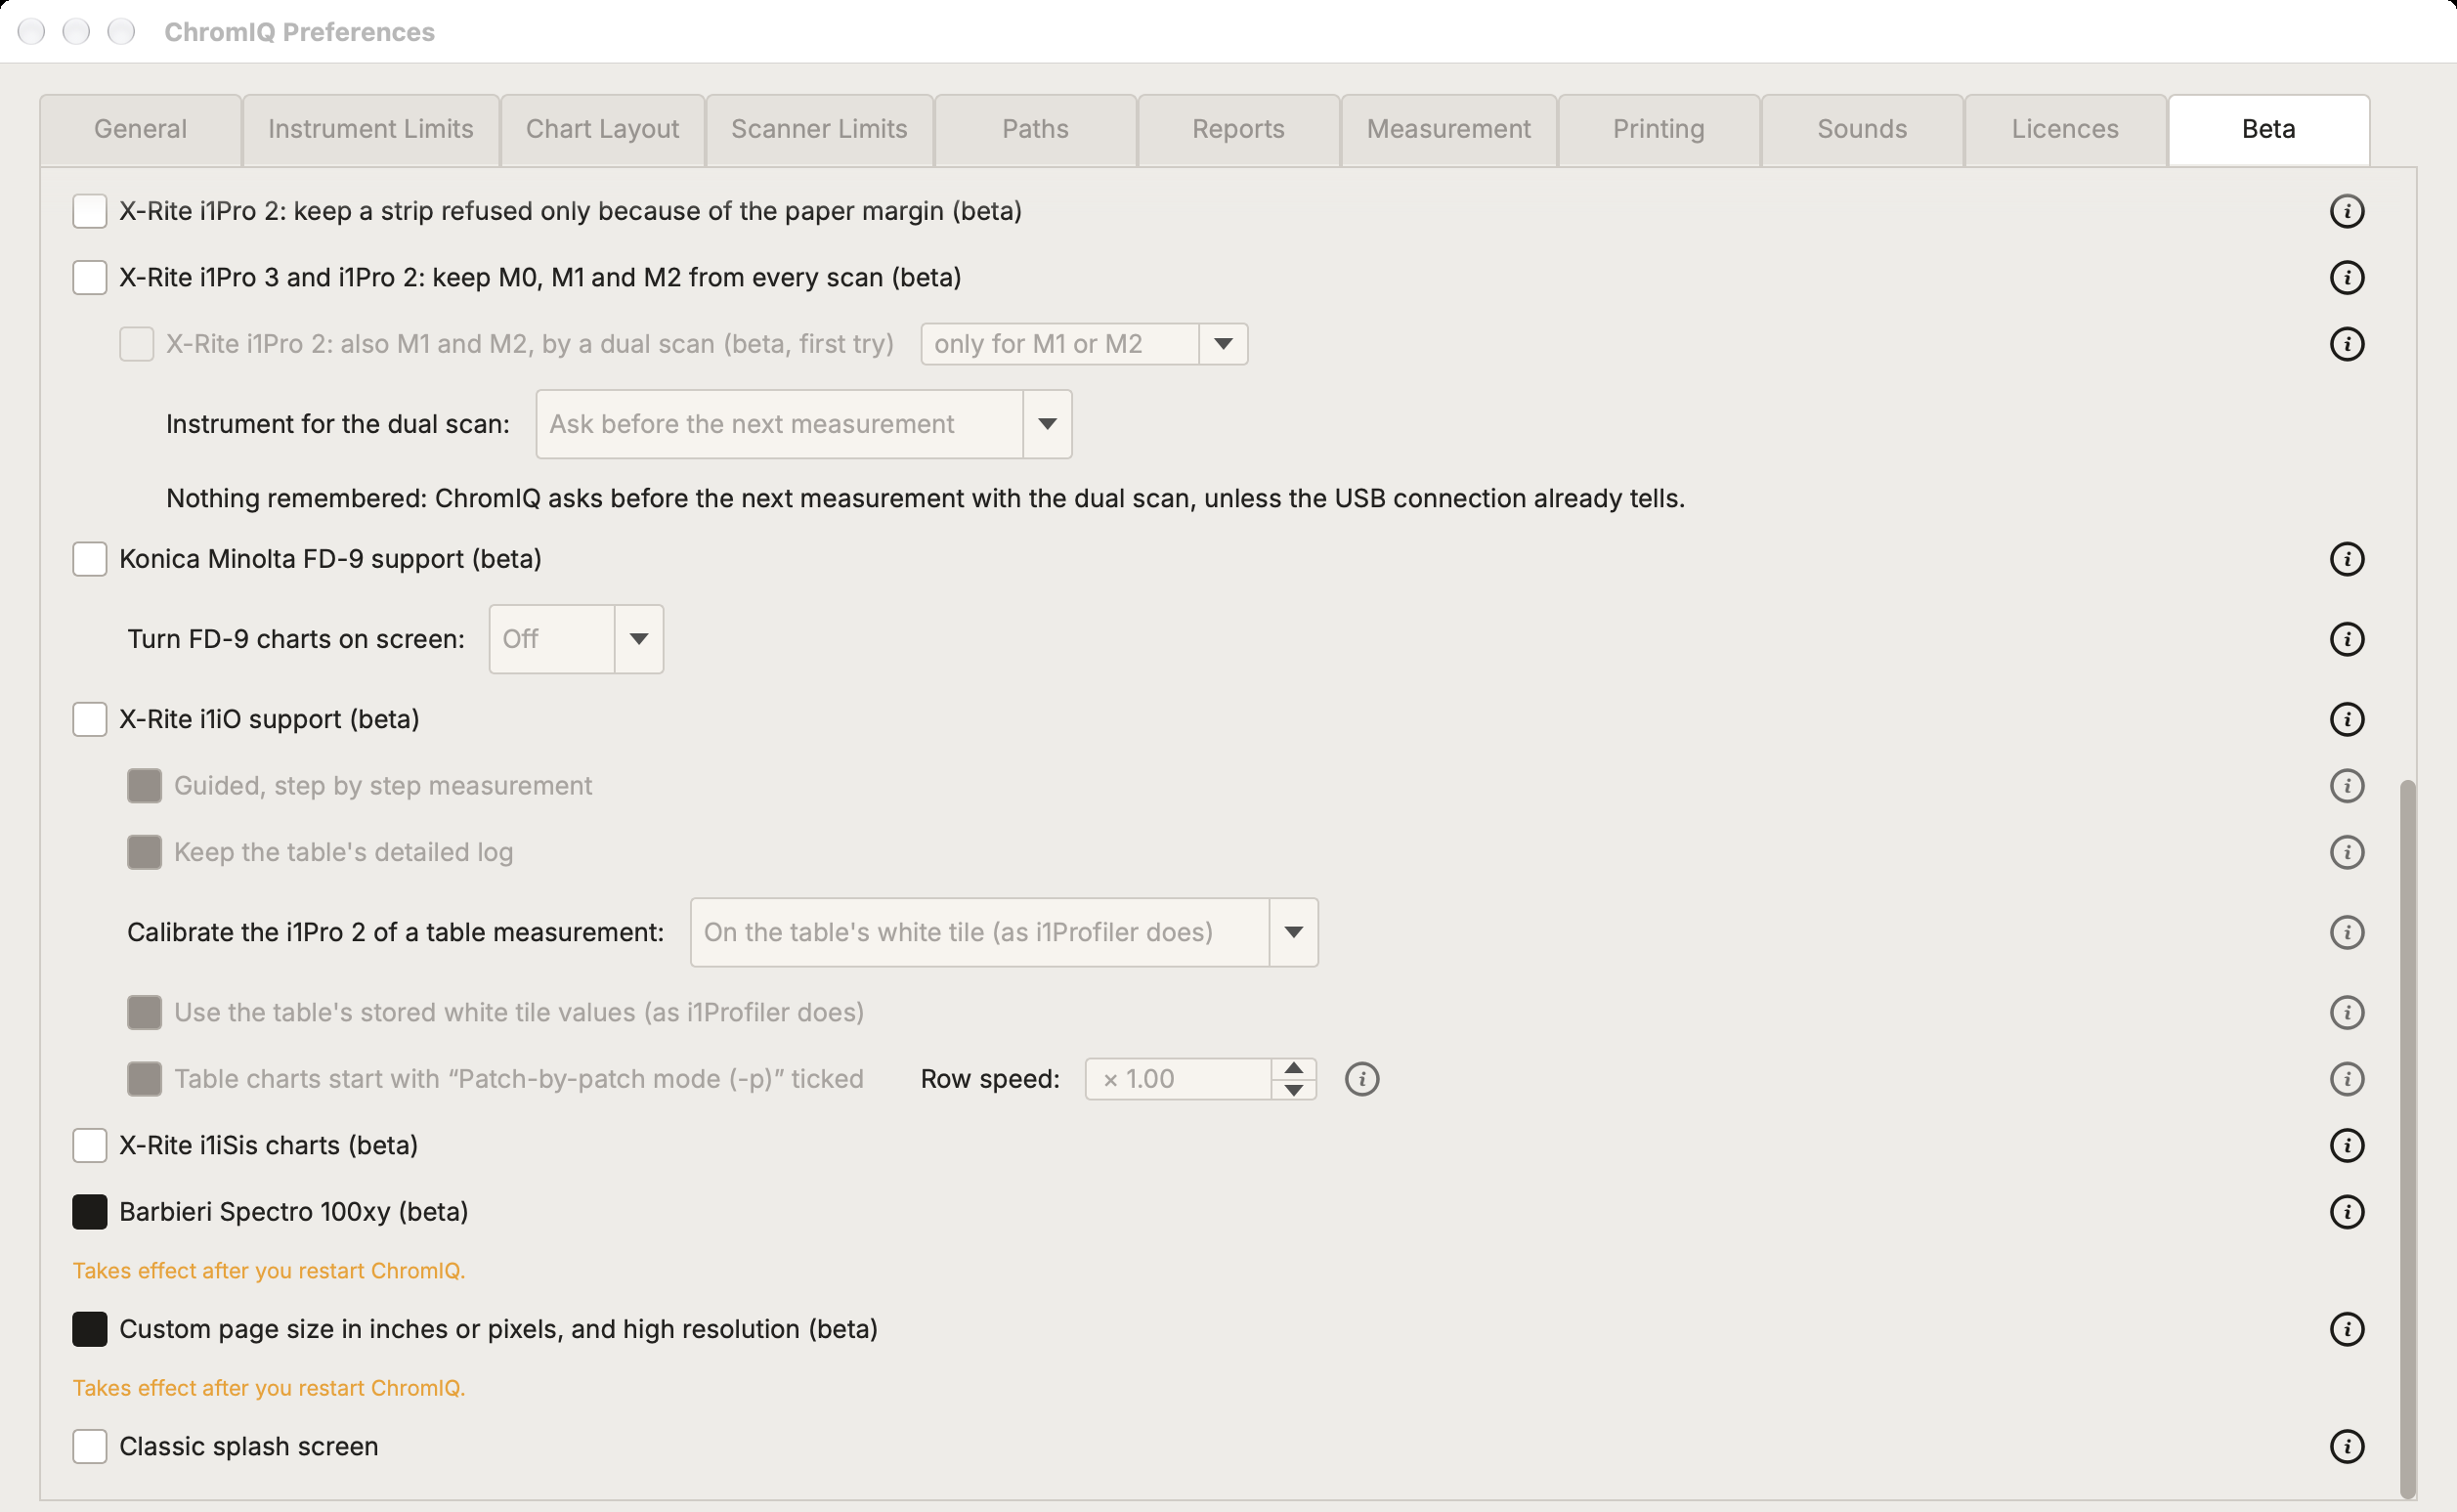 ChromIQ Preferences
General Instrument Limits Chart Layout Scanner Limits Paths Reports Measurement Printing Sounds Licences Beta
X-Rite i1Pro 2: keep a strip refused only because of the paper margin (beta)
X-Rite i1Pro 3 and i1Pro 2: keep M0, M1 and M2 from every scan (beta)
X-Rite i1Pro 2: also M1 and M2, by a dual scan (beta, first try) only for M1 or M2
Instrument for the dual scan: Ask before the next measurement
Nothing remembered: ChromIQ asks before the next measurement with the dual scan, unless the USB connection already tells.
Konica Minolta FD-9 support (beta)
Turn FD-9 charts on screen: Off
X-Rite i1iO support (beta)
Guided, step by step measurement
Keep the table's detailed log
Calibrate the i1Pro 2 of a table measurement: On the table's white tile (as i1Profiler does)
Use the table's stored white tile values (as i1Profiler does)
Table charts start with “Patch-by-patch mode (-p)” ticked Row speed: × 1.00
X-Rite i1iSis charts (beta)
Barbieri Spectro 100xy (beta)
Takes effect after you restart ChromIQ.
Custom page size in inches or pixels, and high resolution (beta)
Takes effect after you restart ChromIQ.
Classic splash screen